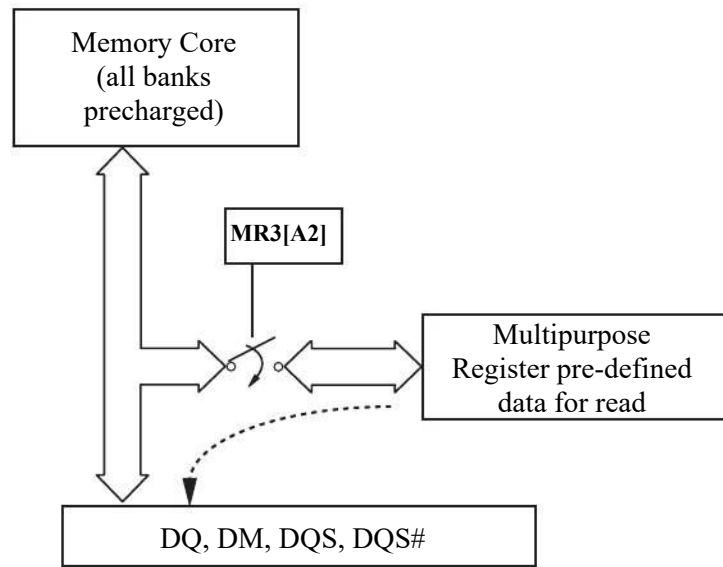 Memory Core
(all banks
precharged)
MR3[A2]
Multipurpose
Register pre-defined
data for read
DQ, DM, DQS, DQS#